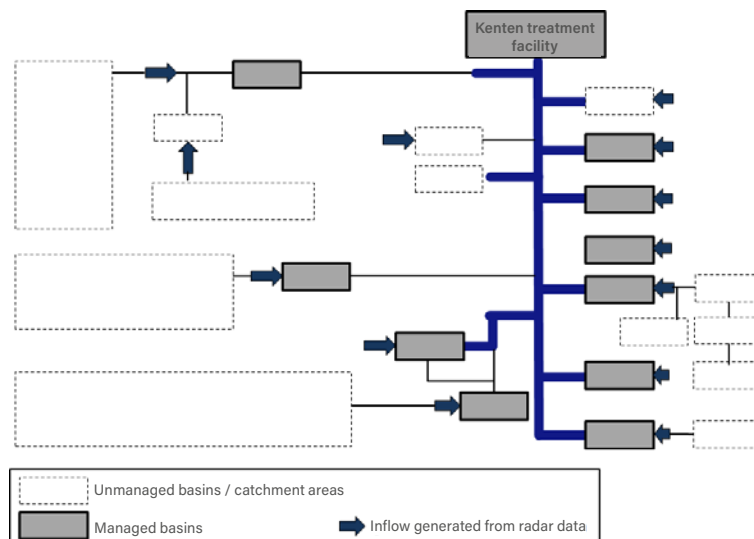 Kenten treatment
facility
Unmanaged basins / catchment areas
Managed basins
Inflow generated from radar data